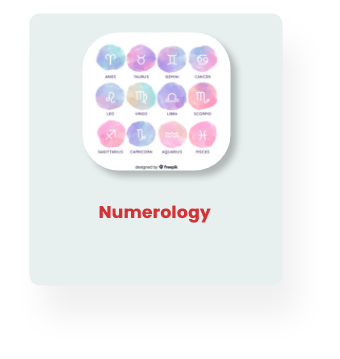 ARIES TAURUS GEMINI CANCER
LEO VIRGO LIBRA SCORPIO
SAGITTARIUS CAPRICORN AQUARIUS PISCES
designed by freepik
Numerology